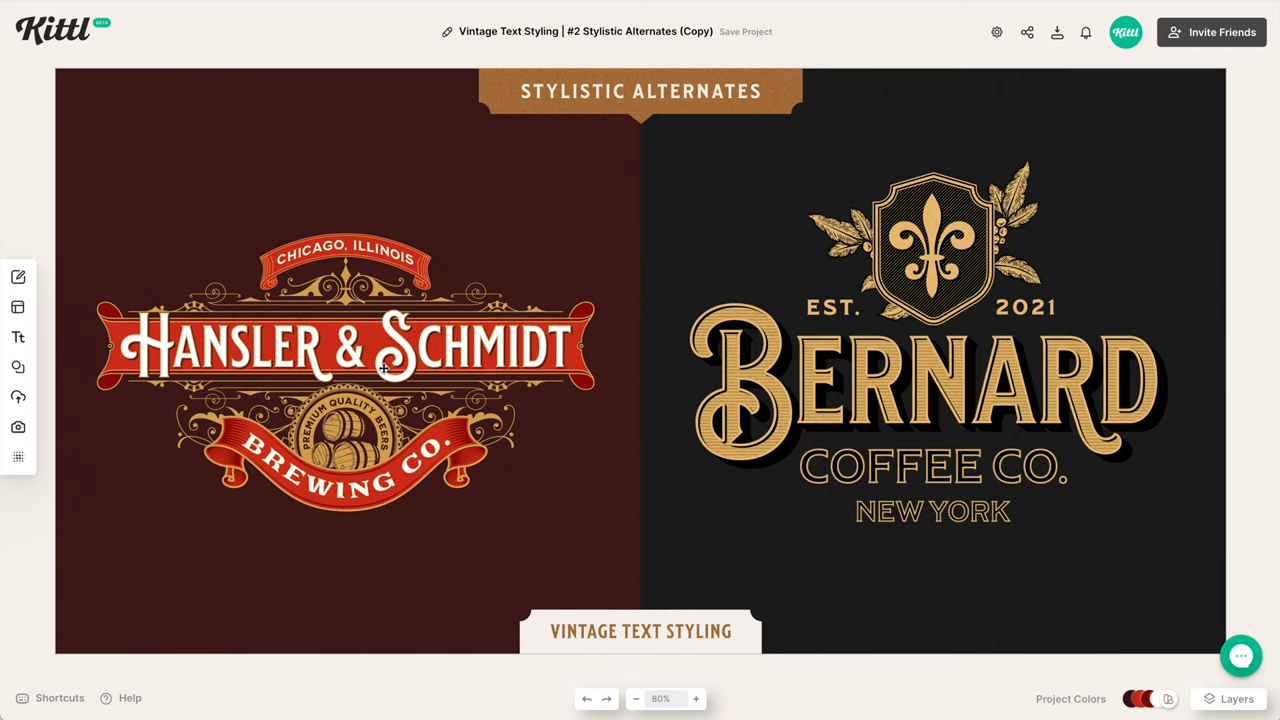 Kittl BETA
Vintage Text Styling | #2 Stylistic Alternates (Copy) Save Project
Kittl
Invite Friends
STYLISTIC ALTERNATES
CHICAGO, ILLINOIS
HANSLER & SCHMIDT
PREMIUM QUALITY BEERS
BREWING CO.
EST. 2021
BERNARD
COFFEE CO.
NEW YORK
Tt
VINTAGE TEXT STYLING
Shortcuts
Help
80%
Project Colors
Layers